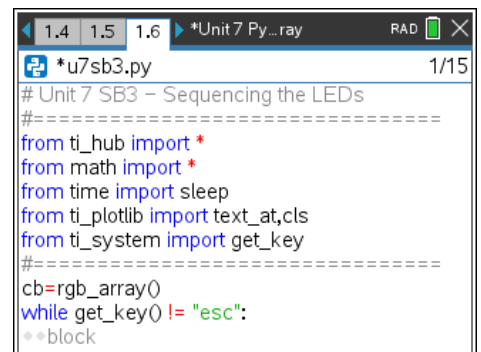 1.4 1.5 1.6 *Unit 7 Py...ray RAD
*u7sb3.py 1/15
# Unit 7 SB3 – Sequencing the LEDs
#================================
from ti_hub import *
from math import *
from time import sleep
from ti_plotlib import text_at,cls
from ti_system import get_key
#================================
cb=rgb_array()
while get_key() != "esc":
◆◆block